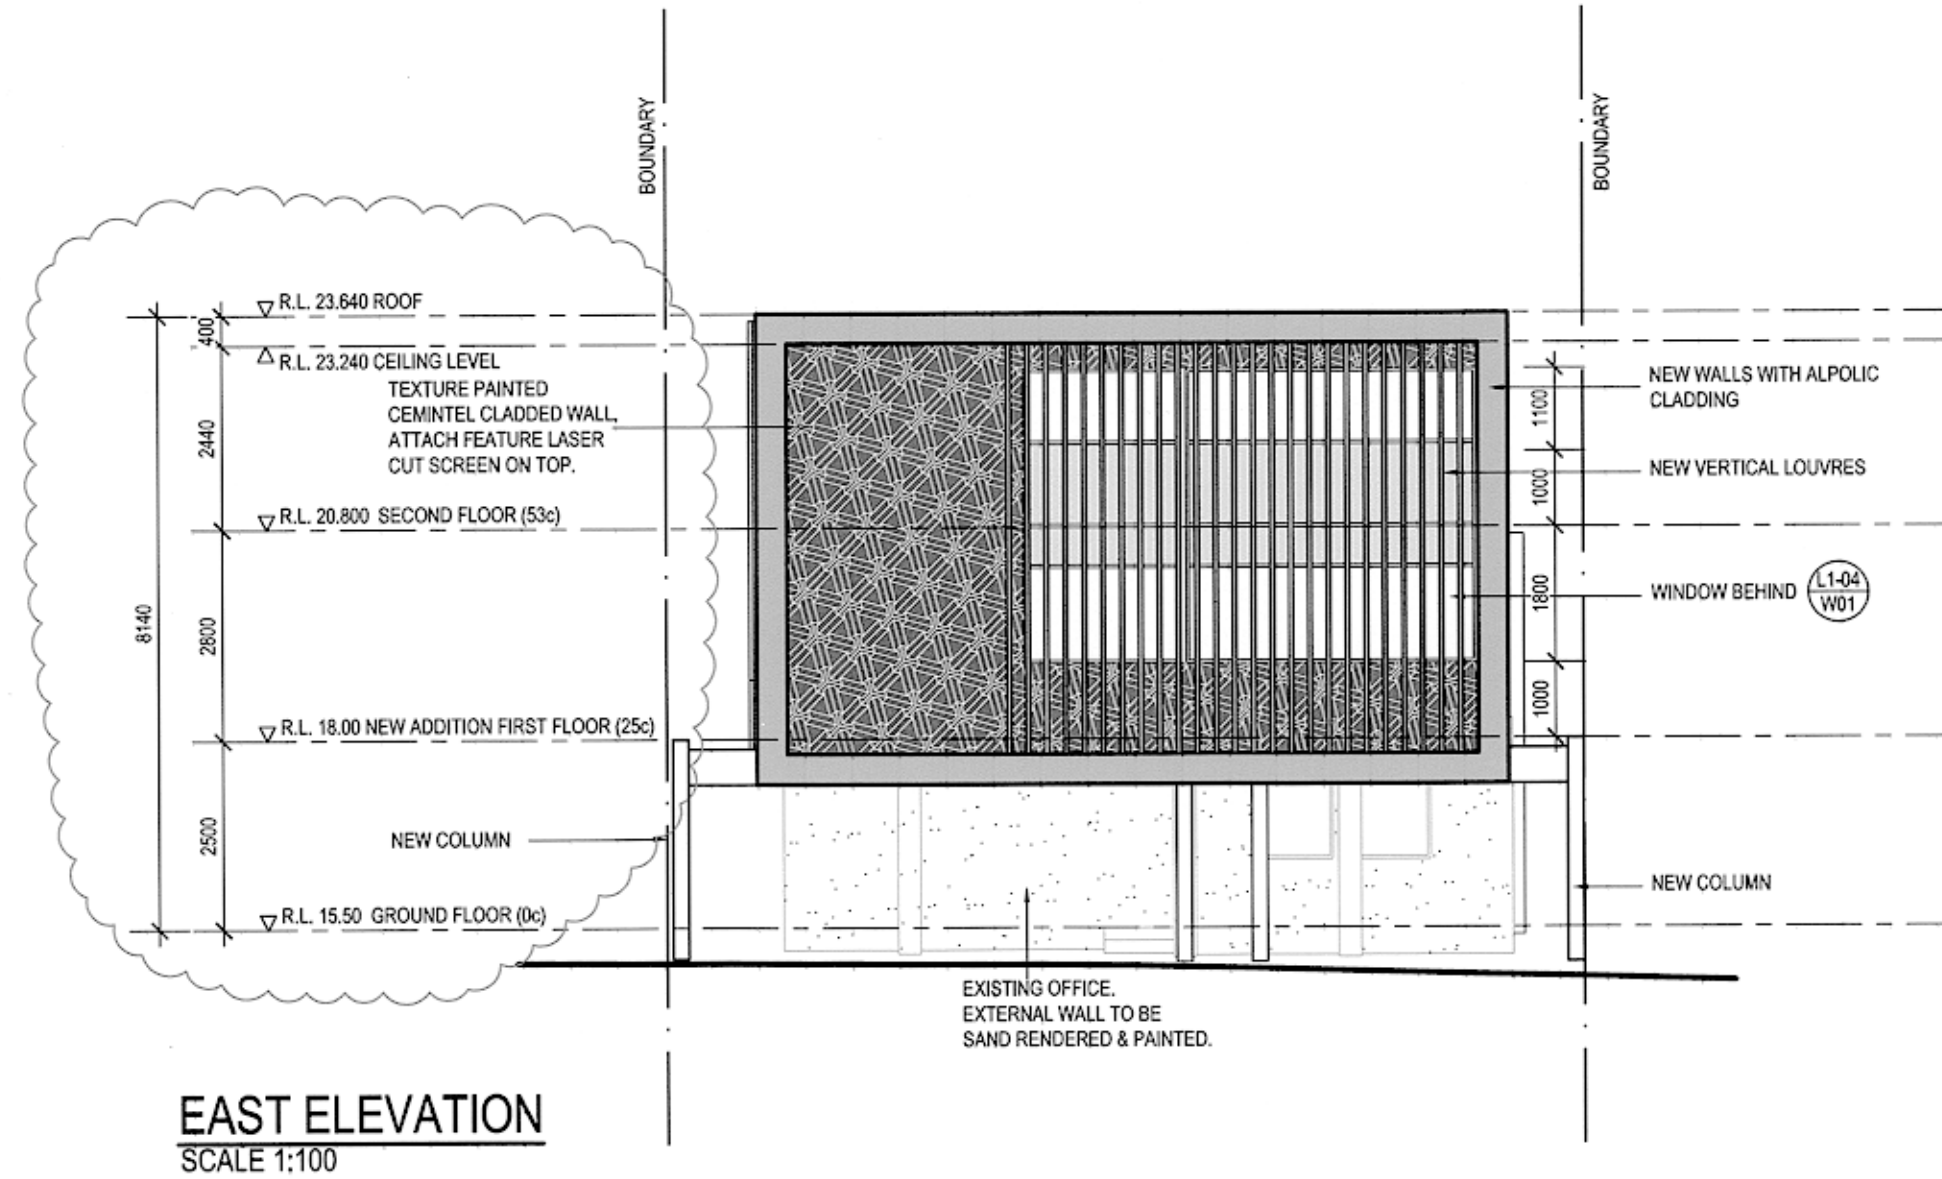 BOUNDARY
BOUNDARY
R.L. 23.640 ROOF
400
R.L. 23.240 CEILING LEVEL
TEXTURE PAINTED
CEMINTEL CLADDED WALL,
ATTACH FEATURE LASER
CUT SCREEN ON TOP.
2440
R.L. 20.800 SECOND FLOOR (53c)
8140
2800
R.L. 18.00 NEW ADDITION FIRST FLOOR (25c)
2500
NEW COLUMN
R.L. 15.50 GROUND FLOOR (0c)
1100
NEW WALLS WITH ALPOLIC
CLADDING
1000
NEW VERTICAL LOUVRES
1800
WINDOW BEHIND
L1-04
W01
1000
NEW COLUMN
EXISTING OFFICE.
EXTERNAL WALL TO BE
SAND RENDERED & PAINTED.
EAST ELEVATION
SCALE 1:100